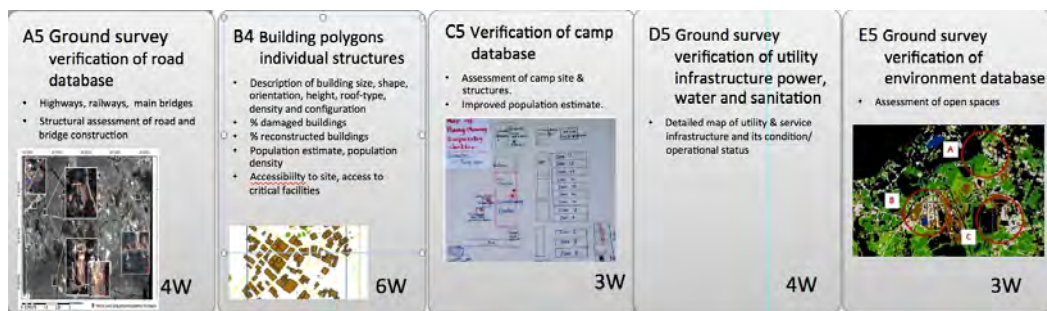 A5 Ground survey
verification of road
database
• Highways, railways, main bridges
• Structural assessment of road and
bridge construction
4W
B4 Building polygons
individual structures
• Description of building size, shape,
orientation, height, roof-type,
density and configuration
• % damaged buildings
• % reconstructed buildings
• Population estimate, population
density
• Accessibility to site, access to
critical facilities
6W
C5 Verification of camp
database
• Assessment of camp site &
structures.
• Improved population estimate.
3W
D5 Ground survey
verification of utility
infrastructure power,
water and sanitation
• Detailed map of utility & service
infrastructure and its condition/
operational status
4W
E5 Ground survey
verification of
environment database
• Assessment of open spaces
A
B
C
3W